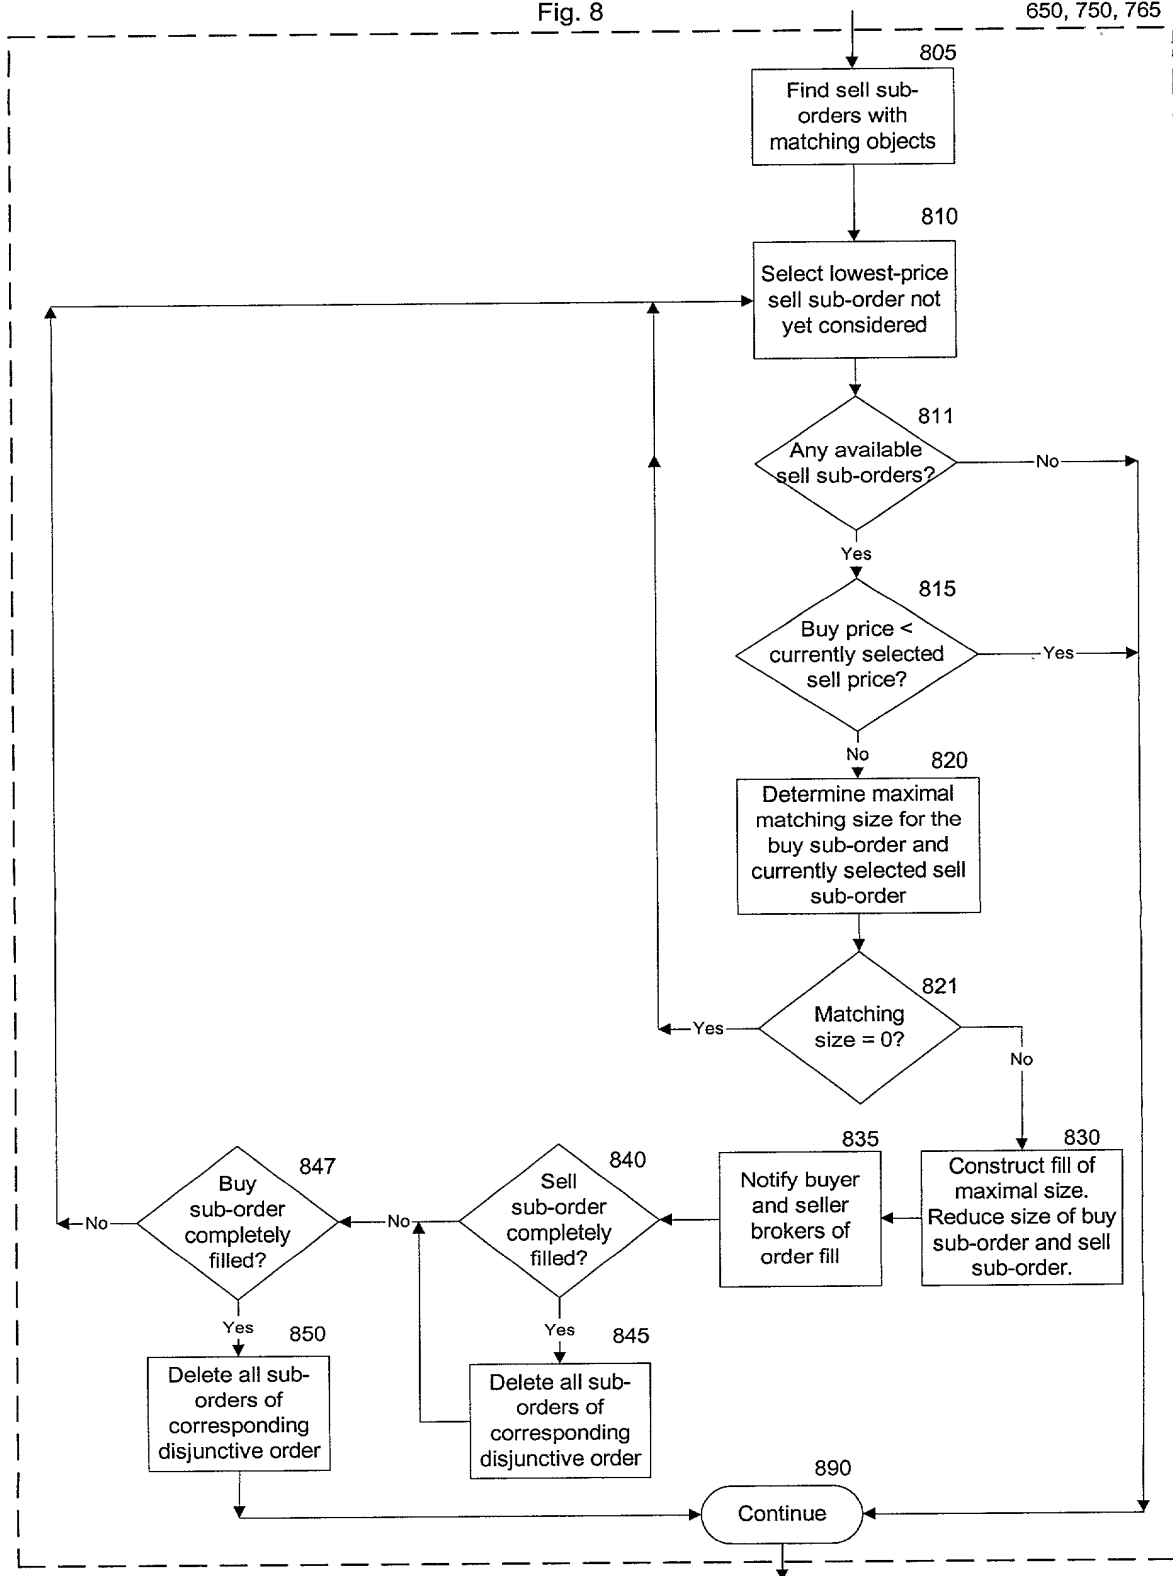 Fig. 8
650, 750, 765
805
Find sell sub-
orders with
matching objects
810
Select lowest-price
sell sub-order not
yet considered
811
Any available
sell sub-orders?
No
Yes
815
Buy price <
currently selected
sell price?
Yes
No
820
Determine maximal
matching size for the
buy sub-order and
currently selected sell
sub-order
821
Matching
size = 0?
Yes
No
830
Construct fill of
maximal size.
Reduce size of buy
sub-order and sell
sub-order.
835
Notify buyer
and seller
brokers of
order fill
840
Sell
sub-order
completely
filled?
No
Yes
845
Delete all sub-
orders of
corresponding
disjunctive order
847
Buy
sub-order
completely
filled?
No
Yes
850
Delete all sub-
orders of
corresponding
disjunctive order
890
Continue